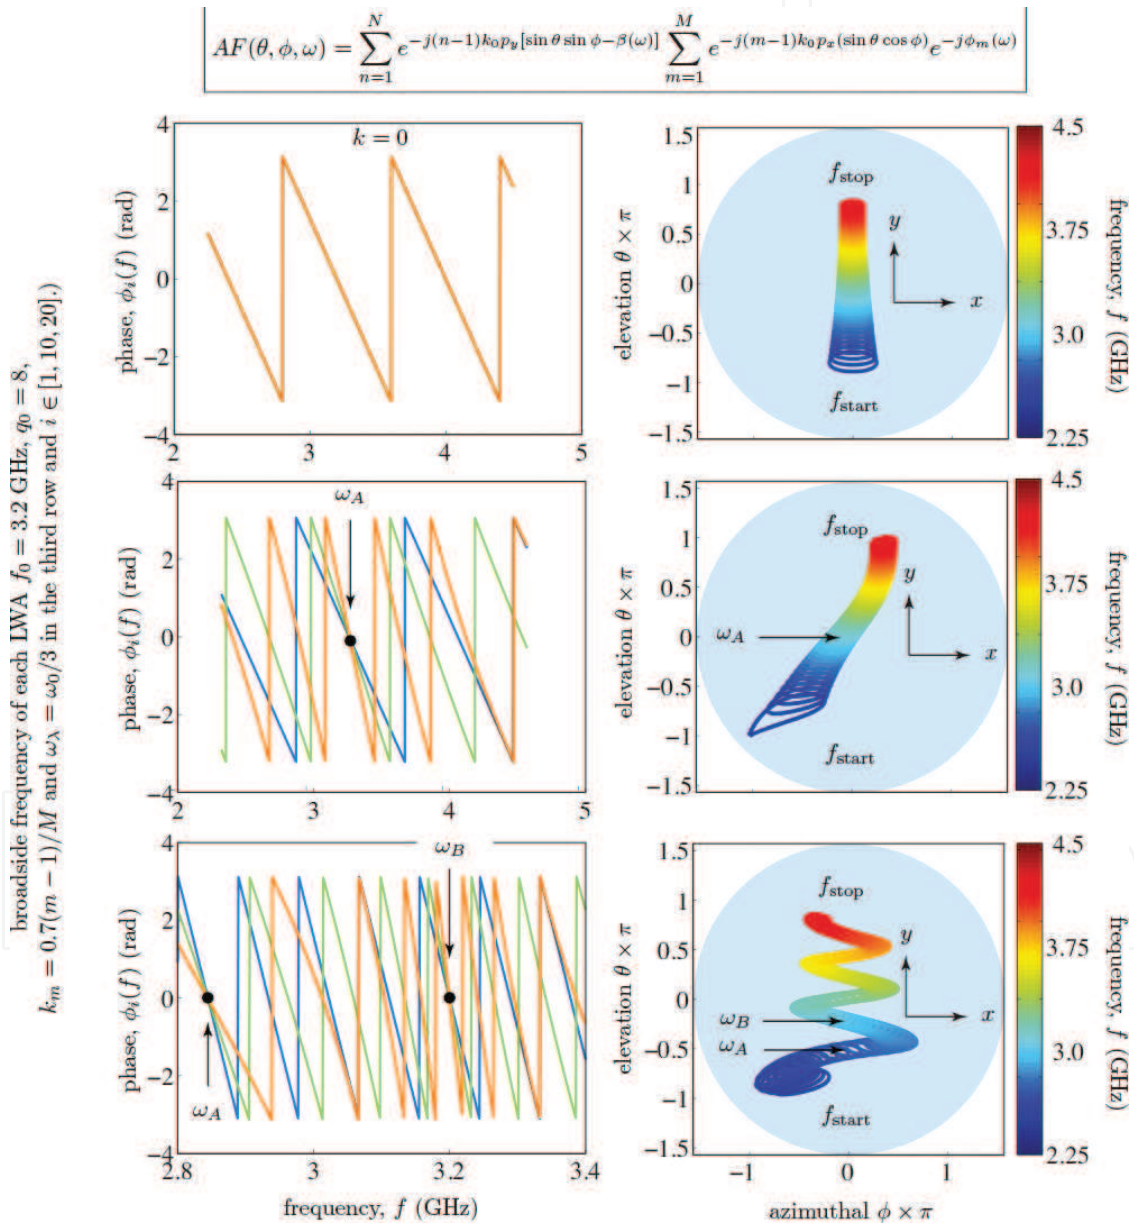 AF(θ, ϕ, ω) = \sum_{n=1}^{N} e^{-j(n-1)k_0 p_y[\sin θ \sin ϕ-β(ω)]} \sum_{m=1}^{M} e^{-j(m-1)k_0 p_x(\sin θ \cos ϕ)} e^{-jϕ_m(ω)}
broadside frequency of each LWA f₀ = 3.2 GHz, q₀ = 8,
k_m = 0.7(m − 1)/M and ω_λ = ω₀/3 in the third row and i ∈ [1, 10, 20].)
phase, ϕ_i(f) (rad)
4
2
0
−2
−4
k = 0
2
3
4
5
elevation θ × π
1.5
1
0.5
0
−0.5
−1
−1.5
f_stop
y
x
f_start
4.5
3.75
3.0
2.25
frequency, f (GHz)
phase, ϕ_i(f) (rad)
4
2
0
−2
−4
ω_A
2
3
4
5
elevation θ × π
1.5
1
0.5
0
−0.5
−1
−1.5
f_stop
y
ω_A
x
f_start
4.5
3.75
3.0
2.25
frequency, f (GHz)
phase, ϕ_i(f) (rad)
4
2
0
−2
−4
ω_B
ω_A
2.8
3
3.2
3.4
frequency, f (GHz)
elevation θ × π
1.5
1
0.5
0
−0.5
−1
−1.5
f_stop
y
ω_B
x
ω_A
f_start
−1
0
1
azimuthal ϕ × π
4.5
3.75
3.0
2.25
frequency, f (GHz)